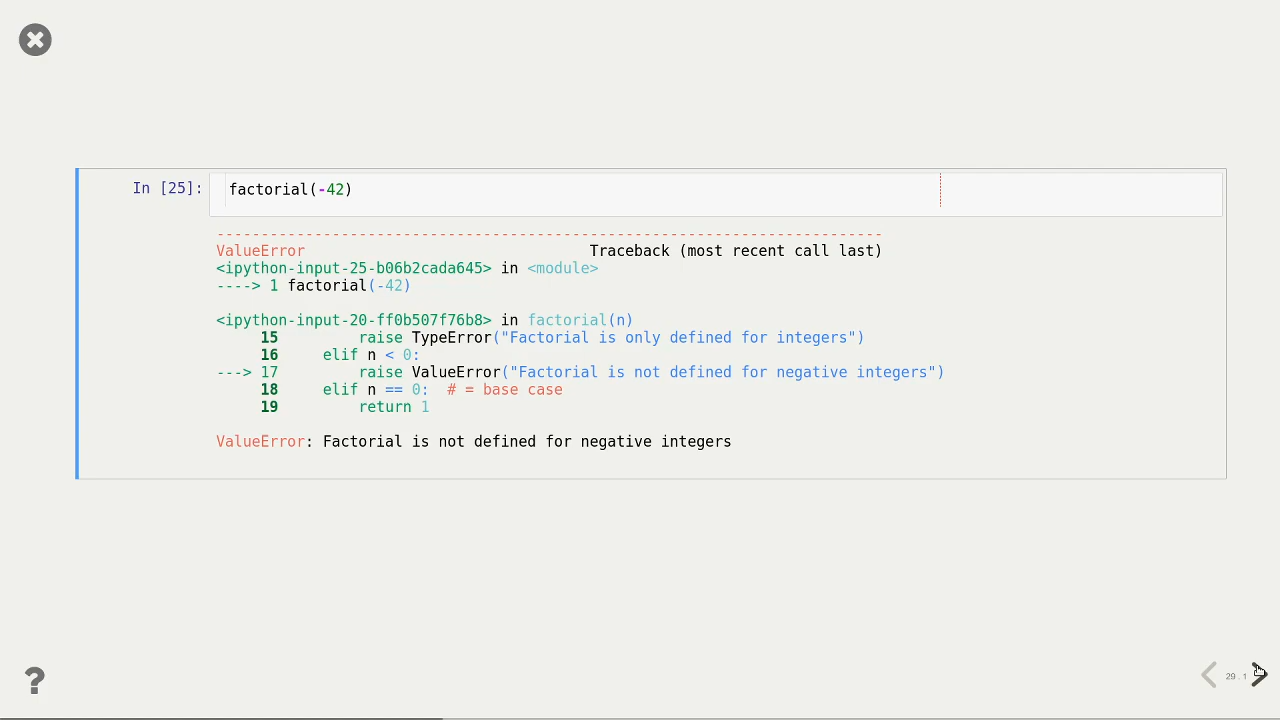 In [25]: factorial(-42)
---------------------------------------------------------------------------
ValueError                                Traceback (most recent call last)
<ipython-input-25-b06b2cada645> in <module>
----> 1 factorial(-42)

<ipython-input-20-ff0b507f76b8> in factorial(n)
     15         raise TypeError("Factorial is only defined for integers")
     16     elif n < 0:
---> 17         raise ValueError("Factorial is not defined for negative integers")
     18     elif n == 0:  # = base case
     19         return 1

ValueError: Factorial is not defined for negative integers
?
29.1